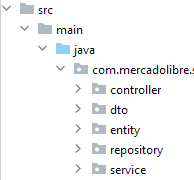 src
main
java
com.mercadolibre.s
controller
dto
entity
repository
service